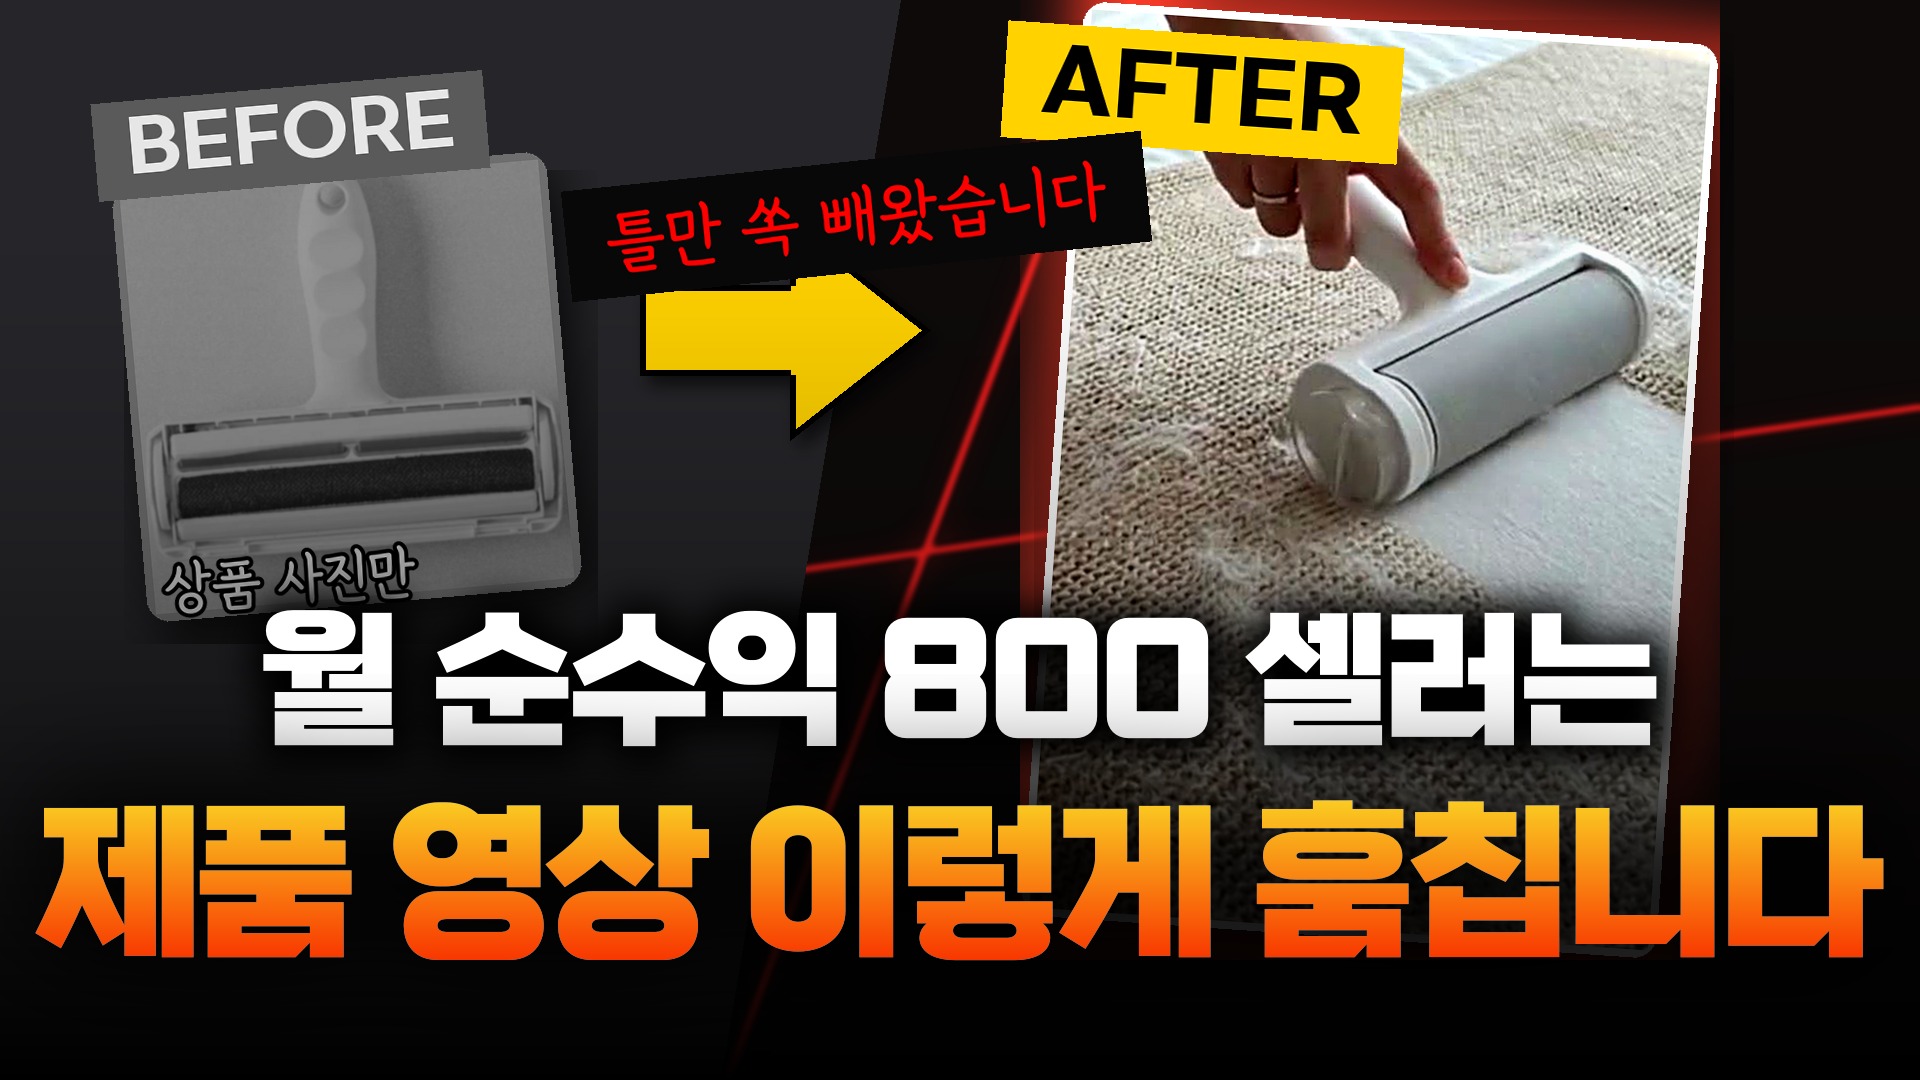 BEFORE
AFTER
틀만 쏙 빼왔습니다
상품 사진만
월 순수익 800 셀러는
제품 영상 이렇게 훔칩니다